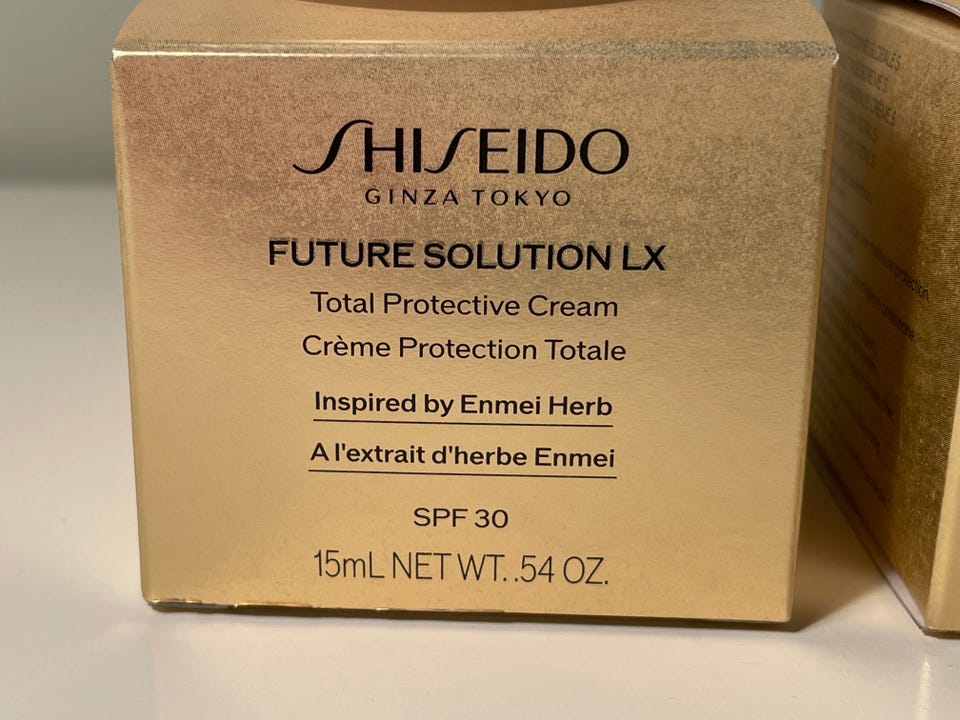 SHISEIDO
GINZA TOKYO
FUTURE SOLUTION LX
Total Protective Cream
Crème Protection Totale
Inspired by Enmei Herb
A l'extrait d'herbe Enmei
SPF 30
15mL NET WT. .54 OZ.
protection.